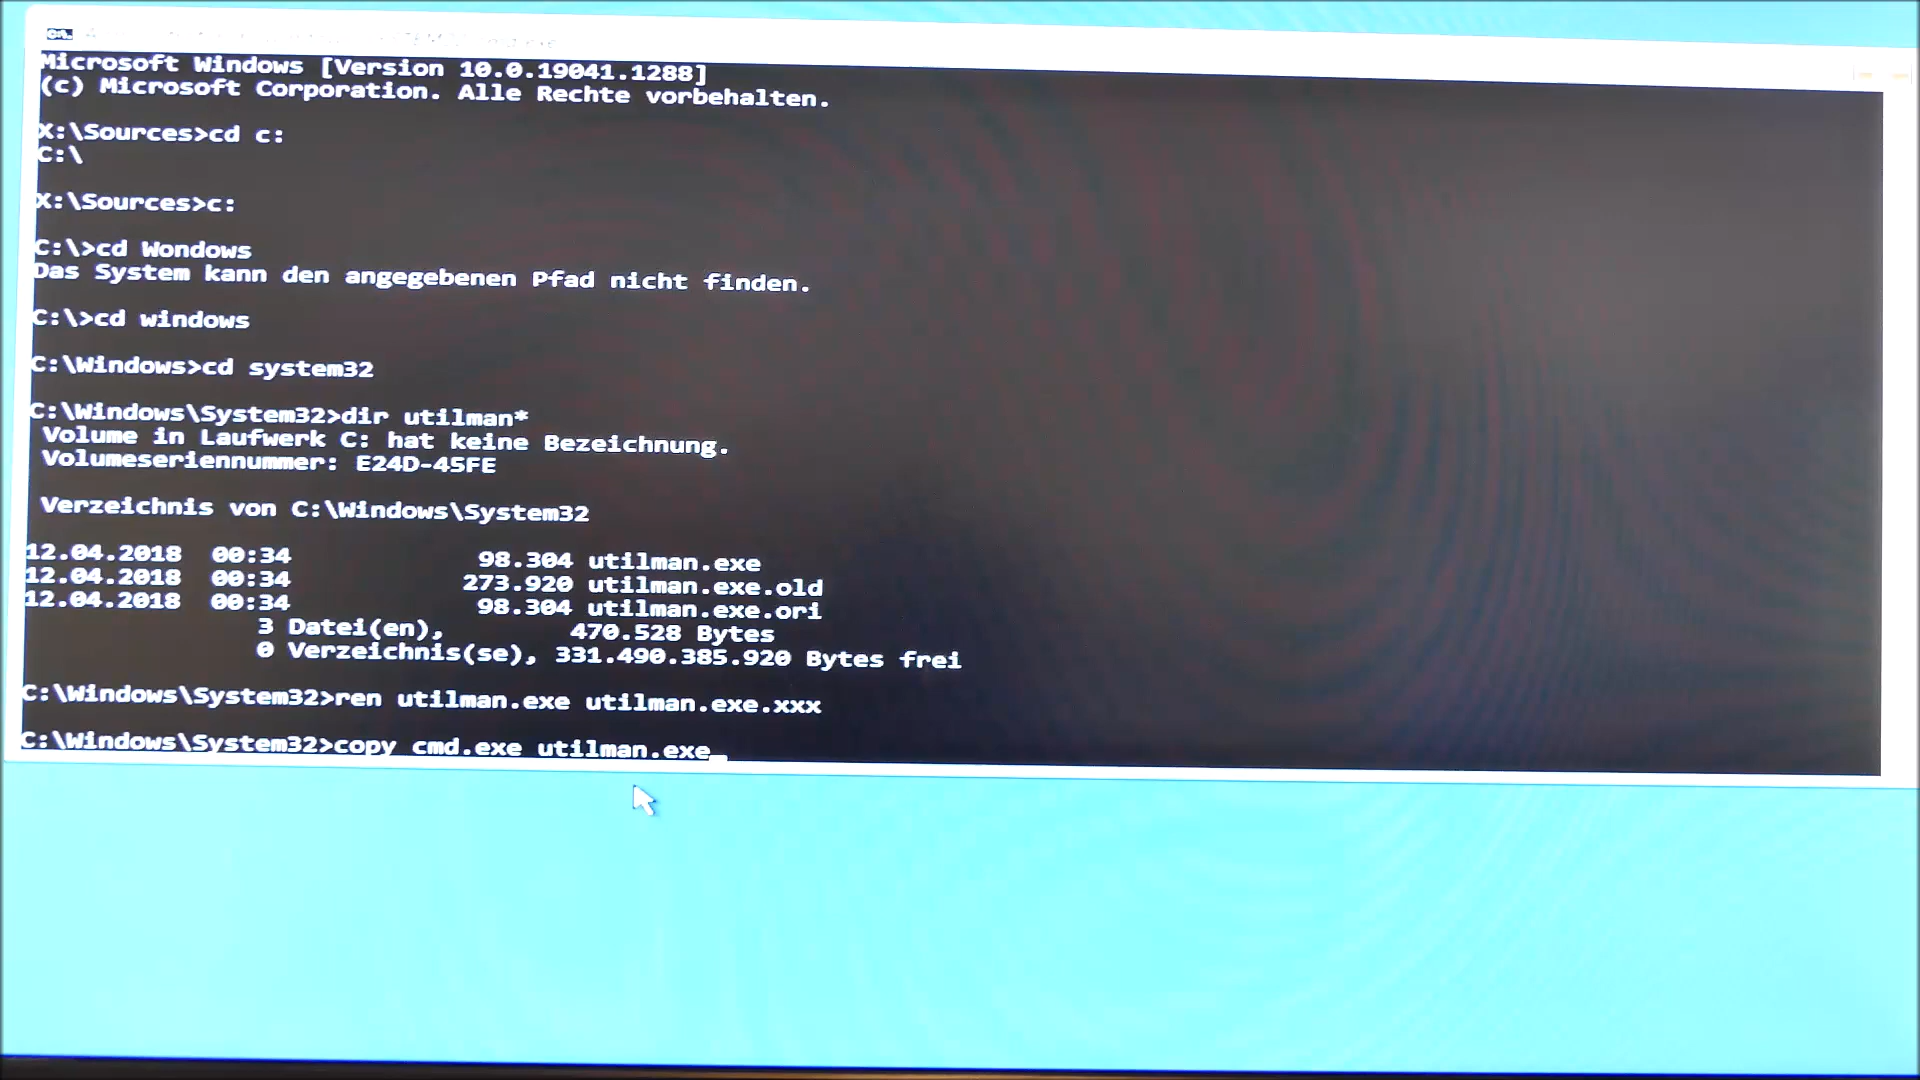 Microsoft Windows [Version 10.0.19041.1288]
(c) Microsoft Corporation. Alle Rechte vorbehalten.
X:\Sources>cd c:
C:\
X:\Sources>c:
C:\>cd Wondows
Das System kann den angegebenen Pfad nicht finden.
C:\>cd windows
C:\Windows>cd system32
C:\Windows\System32>dir utilman*
Volume in Laufwerk C: hat keine Bezeichnung.
Volumeseriennummer: E24D-45FE
Verzeichnis von C:\Windows\System32
12.04.2018 00:34 98.304 utilman.exe
12.04.2018 00:34 273.920 utilman.exe.old
12.04.2018 00:34 98.304 utilman.exe.ori
3 Datei(en), 470.528 Bytes
0 Verzeichnis(se), 331.490.385.920 Bytes frei
C:\Windows\System32>ren utilman.exe utilman.exe.xxx
C:\Windows\System32>copy cmd.exe utilman.exe